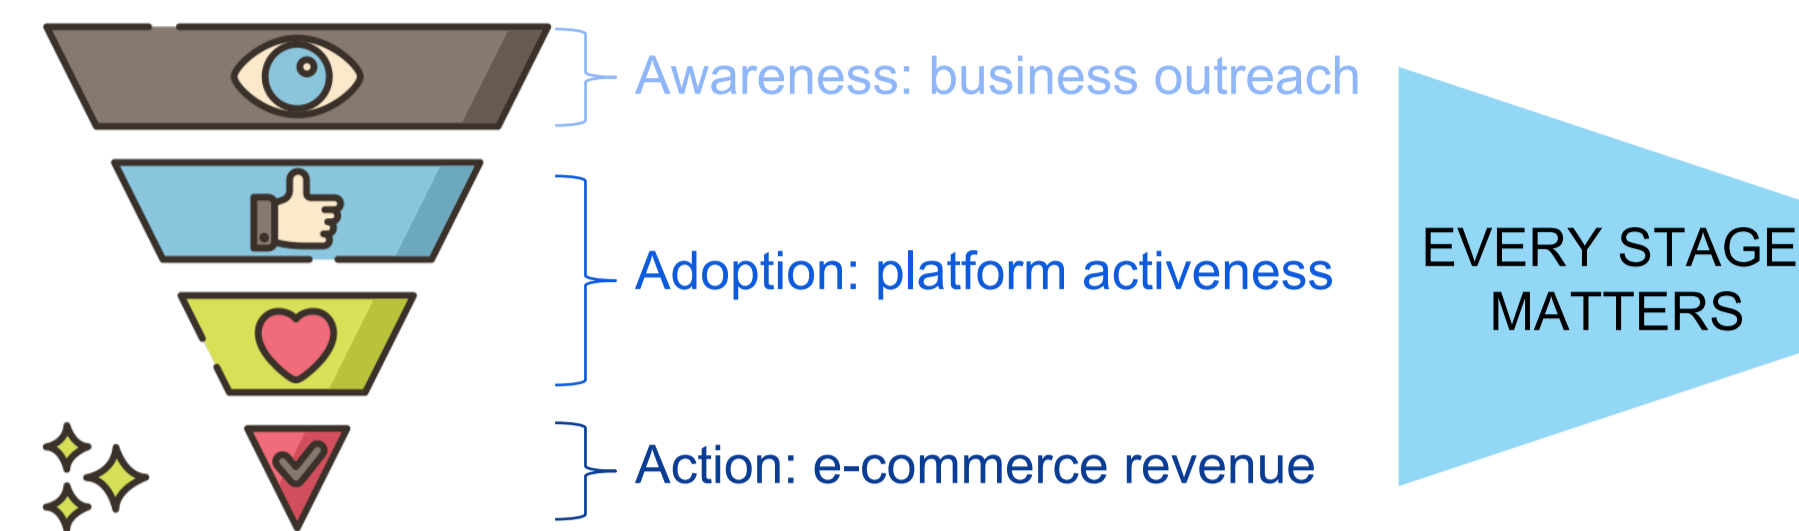 Awareness: business outreach
Adoption: platform activeness
Action: e-commerce revenue
EVERY STAGE
MATTERS